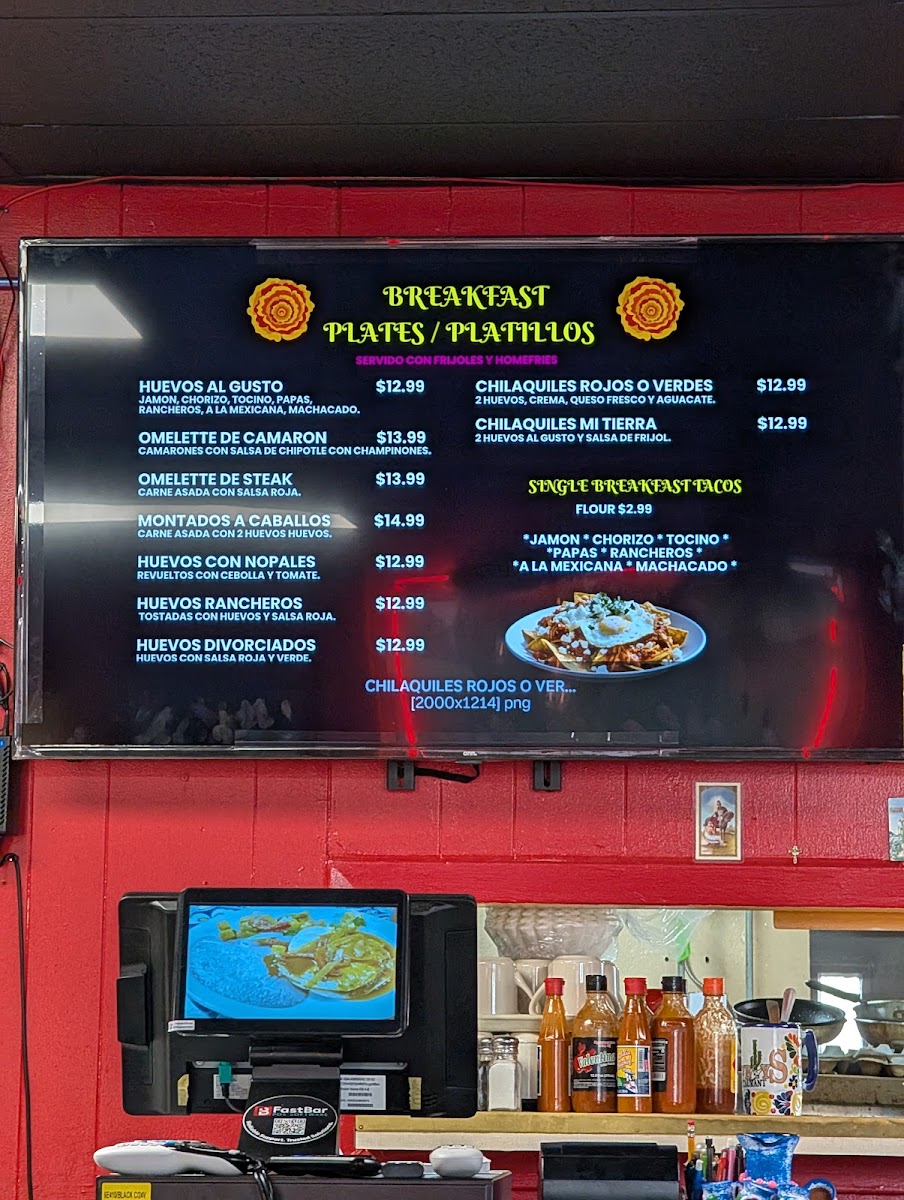 BREAKFAST
PLATES / PLATILLOS
SERVIDO CON FRIJOLES Y HOMEFRIES
HUEVOS AL GUSTO $12.99
JAMON, CHORIZO, TOCINO, PAPAS,
RANCHEROS, A LA MEXICANA, MACHACADO.
OMELETTE DE CAMARON $13.99
CAMARONES CON SALSA DE CHIPOTLE CON CHAMPINONES.
OMELETTE DE STEAK $13.99
CARNE ASADA CON SALSA ROJA.
MONTADOS A CABALLOS $14.99
CARNE ASADA CON 2 HUEVOS HUEVOS.
HUEVOS CON NOPALES $12.99
REVUELTOS CON CEBOLLA Y TOMATE.
HUEVOS RANCHEROS $12.99
TOSTADAS CON HUEVOS Y SALSA ROJA.
HUEVOS DIVORCIADOS $12.99
HUEVOS CON SALSA ROJA Y VERDE.
CHILAQUILES ROJOS O VERDES $12.99
2 HUEVOS, CREMA, QUESO FRESCO Y AGUACATE.
CHILAQUILES MI TIERRA $12.99
2 HUEVOS AL GUSTO Y SALSA DE FRIJOL.
SINGLE BREAKFAST TACOS
FLOUR $2.99
*JAMON * CHORIZO * TOCINO *
*PAPAS * RANCHEROS *
*A LA MEXICANA * MACHACADO *
CHILAQUILES ROJOS O VER...
[2000x1214] png
onn.
Valentina
FastBar